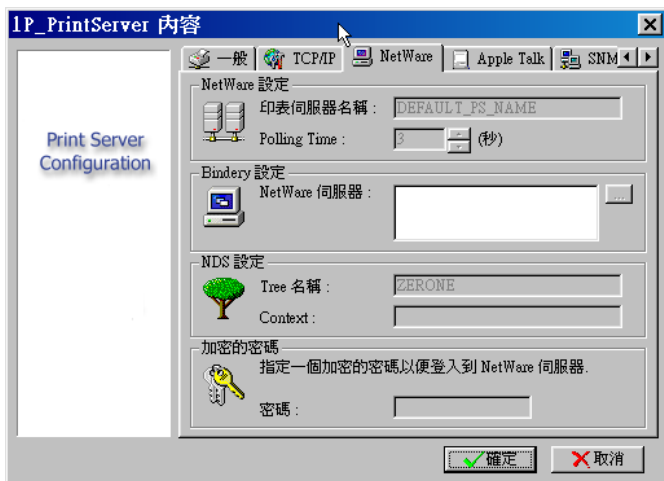 1P_PrintServer 內容
一般 TCP/IP NetWare Apple Talk SNM
Print Server
Configuration
NetWare 設定
印表伺服器名稱： DEFAULT_PS_NAME
Polling Time： 3 (秒)
Bindery 設定
NetWare 伺服器： ...
NDS 設定
Tree 名稱： ZERONE
Context：
加密的密碼
指定一個加密的密碼以便登入到 NetWare 伺服器.
密碼：
確定 取消